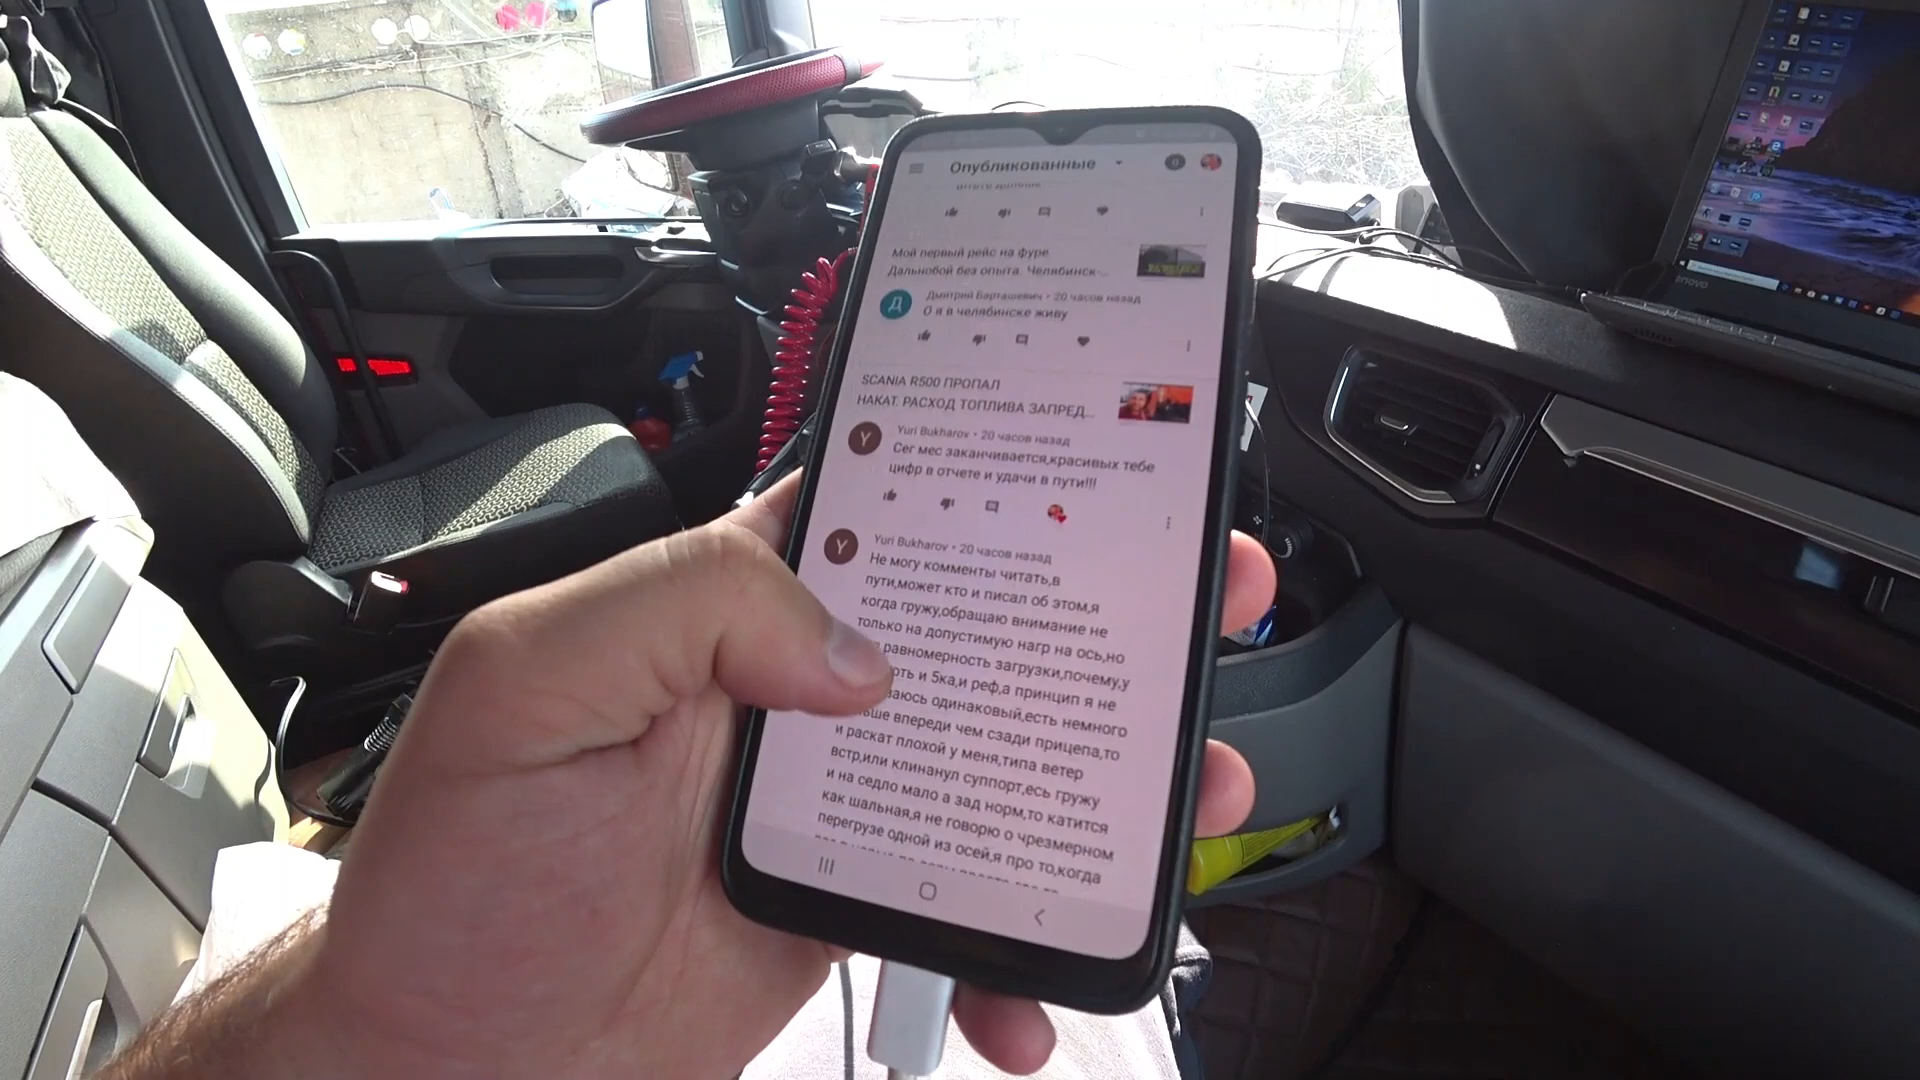 Опубликованные
Мой первый рейс на фуре.
Дальнобой без опыта. Челябинск-...
Д
Дмитрий Барташевич • 20 часов назад
О я в челябинске живу
SCANIA R500 ПРОПАЛ
НАКАТ. РАСХОД ТОПЛИВА ЗАПРЕД...
Y
Yuri Bukharov • 20 часов назад
Сег мес заканчивается,красивых тебе
цифр в отчете и удачи в пути!!!
Y
Yuri Bukharov • 20 часов назад
Не могу комменты читать,в
пути,может кто и писал об этом,я
когда гружу,обращаю внимание не
только на допустимую нагр на ось,но
равномерность загрузки,почему,у
и 5ка,и реф,а принцип я не
одинаковый,есть немного
впереди чем сзади прицепа,то
и раскат плохой у меня,типа ветер
встр,или клинанул суппорт,есь гружу
и на седло мало а зад норм,то катится
как шальная,я не говорю о чрезмерном
перегрузе одной из осей,я про то,когда